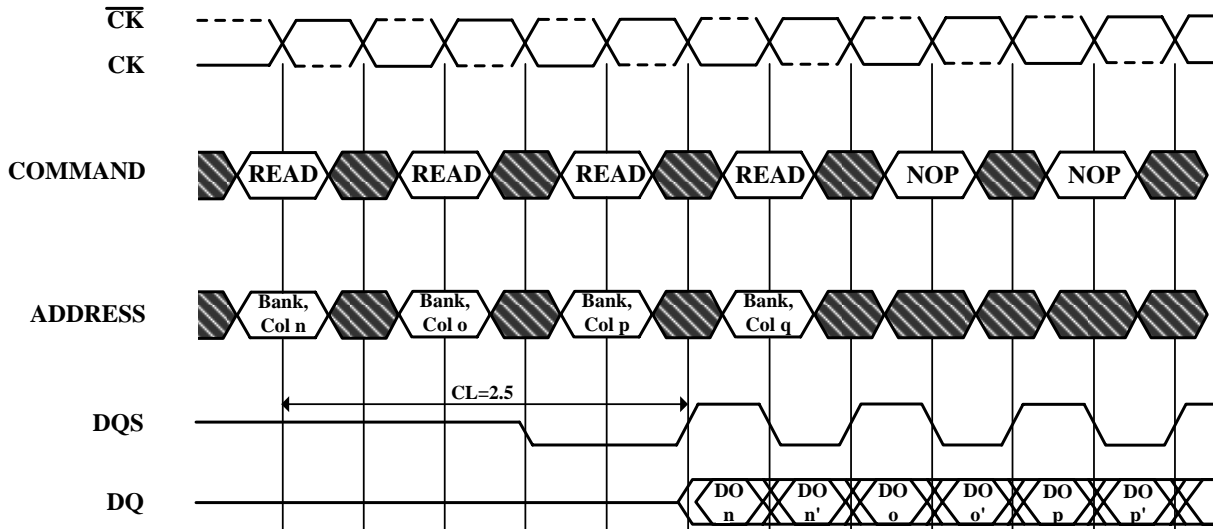 CK
CK
COMMAND READ READ READ READ NOP NOP
ADDRESS Bank, Col n Bank, Col o Bank, Col p Bank, Col q
CL=2.5
DQS
DQ DO n DO n' DO o DO o' DO p DO p'